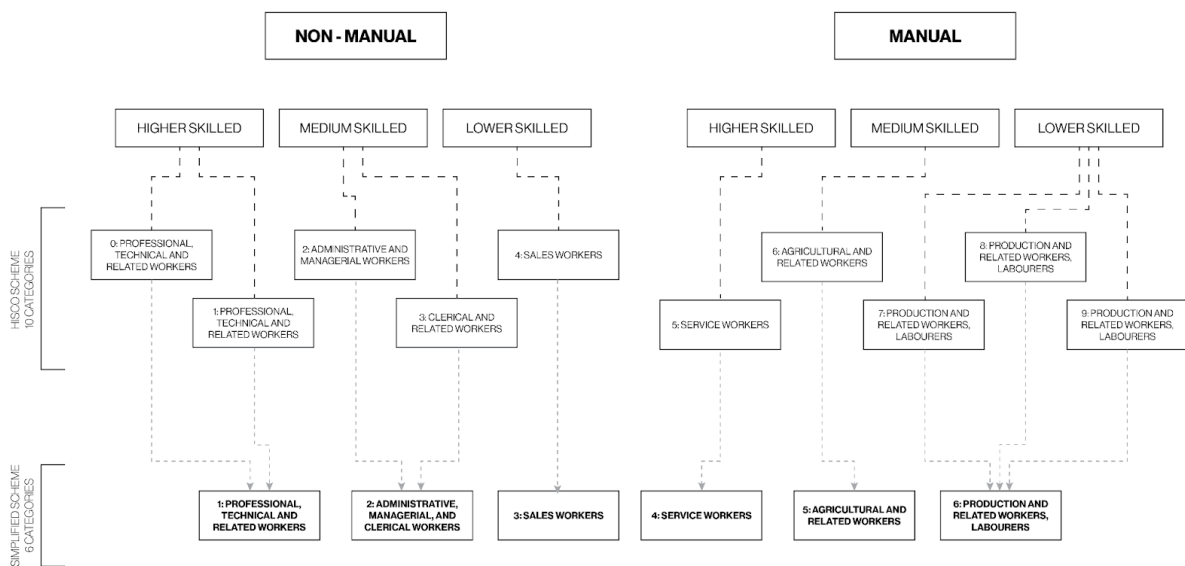 NON - MANUAL
MANUAL
HIGHER SKILLED
MEDIUM SKILLED
LOWER SKILLED
HIGHER SKILLED
MEDIUM SKILLED
LOWER SKILLED
HISCO SCHEME
10 CATEGORIES
0: PROFESSIONAL,
TECHNICAL AND
RELATED WORKERS
2: ADMINISTRATIVE AND
MANAGERIAL WORKERS
4: SALES WORKERS
6: AGRICULTURAL AND
RELATED WORKERS
8: PRODUCTION AND
RELATED WORKERS,
LABOURERS
1: PROFESSIONAL,
TECHNICAL AND
RELATED WORKERS
3: CLERICAL AND
RELATED WORKERS
5: SERVICE WORKERS
7: PRODUCTION AND
RELATED WORKERS,
LABOURERS
9: PRODUCTION AND
RELATED WORKERS,
LABOURERS
SIMPLIFIED SCHEME
6 CATEGORIES
1: PROFESSIONAL,
TECHNICAL AND
RELATED WORKERS
2: ADMINISTRATIVE,
MANAGERIAL, AND
CLERICAL WORKERS
3: SALES WORKERS
4: SERVICE WORKERS
5: AGRICULTURAL AND
RELATED WORKERS
6: PRODUCTION AND
RELATED WORKERS,
LABOURERS